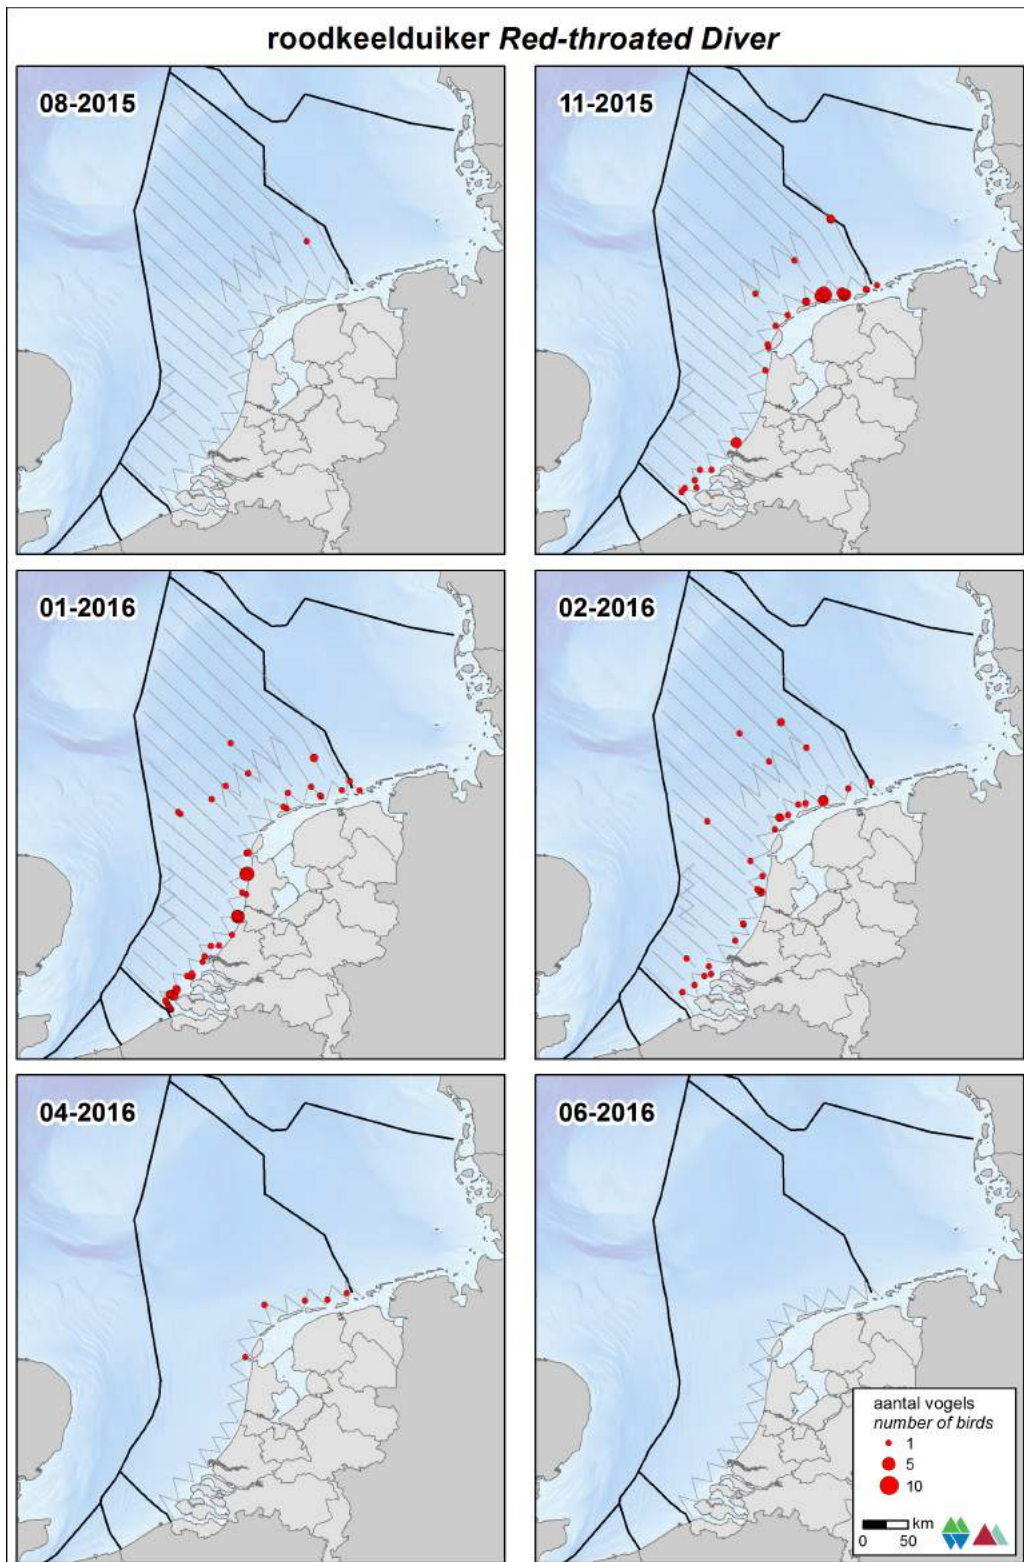 roodkeelduiker Red-throated Diver
08-2015
11-2015
01-2016
02-2016
04-2016
06-2016
aantal vogels
number of birds
1
5
10
km
0 50